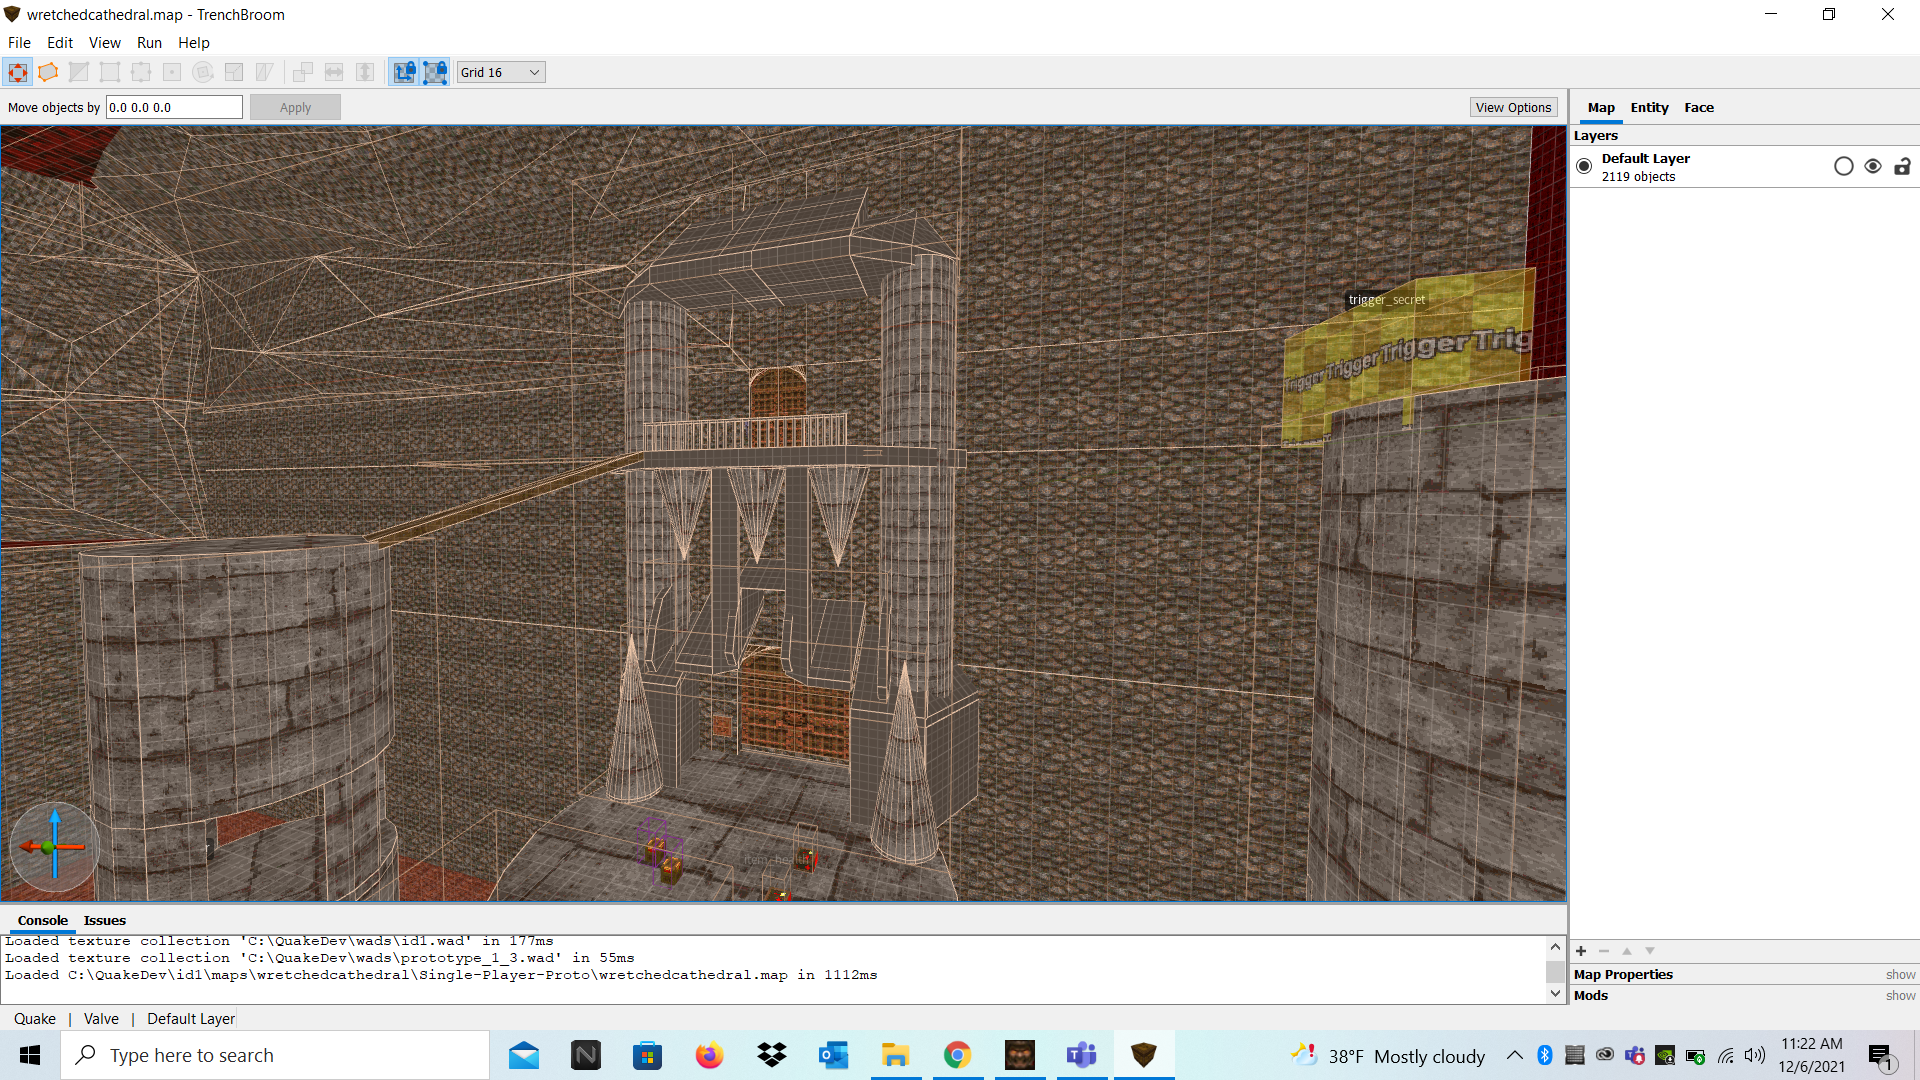 wretchedcathedral.map - TrenchBroom
File Edit View Run Help
Grid 16
Move objects by 0.0 0.0 0.0 Apply
View Options
Map Entity Face
Layers
Default Layer
2119 objects
trigger_secret
Trigger Trigger Trigger Trig
item_health
Console Issues
Loaded texture collection 'C:\QuakeDev\wads\id1.wad' in 177ms
Loaded texture collection 'C:\QuakeDev\wads\prototype_1_3.wad' in 55ms
Loaded C:\QuakeDev\id1\maps\wretchedcathedral\Single-Player-Proto\wretchedcathedral.map in 1112ms
Map Properties show
Mods show
Quake | Valve | Default Layer
Type here to search
38°F Mostly cloudy
11:22 AM
12/6/2021
1